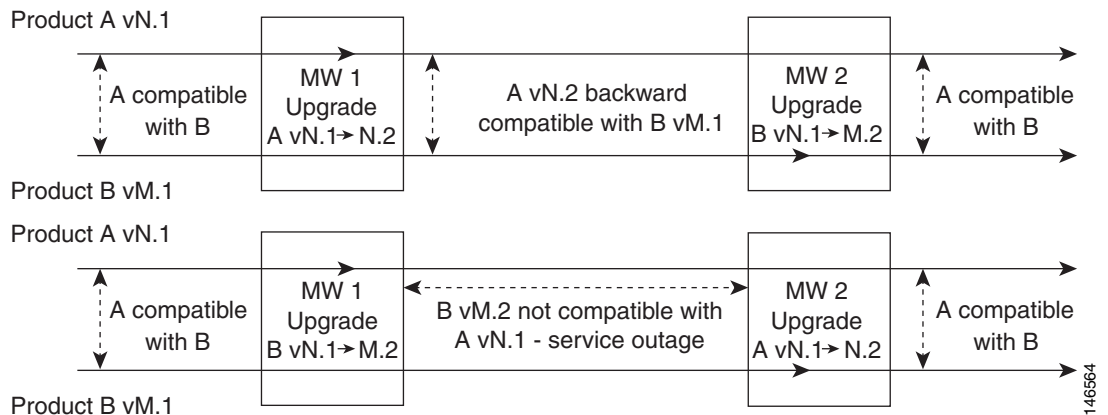 Product A vN.1
A compatible
with B
MW 1
Upgrade
A vN.1→ N.2
A vN.2 backward
compatible with B vM.1
MW 2
Upgrade
B vN.1→ M.2
A compatible
with B
Product B vM.1
Product A vN.1
A compatible
with B
MW 1
Upgrade
B vN.1→ M.2
B vM.2 not compatible with
A vN.1 - service outage
MW 2
Upgrade
A vN.1→ N.2
A compatible
with B
Product B vM.1
146564